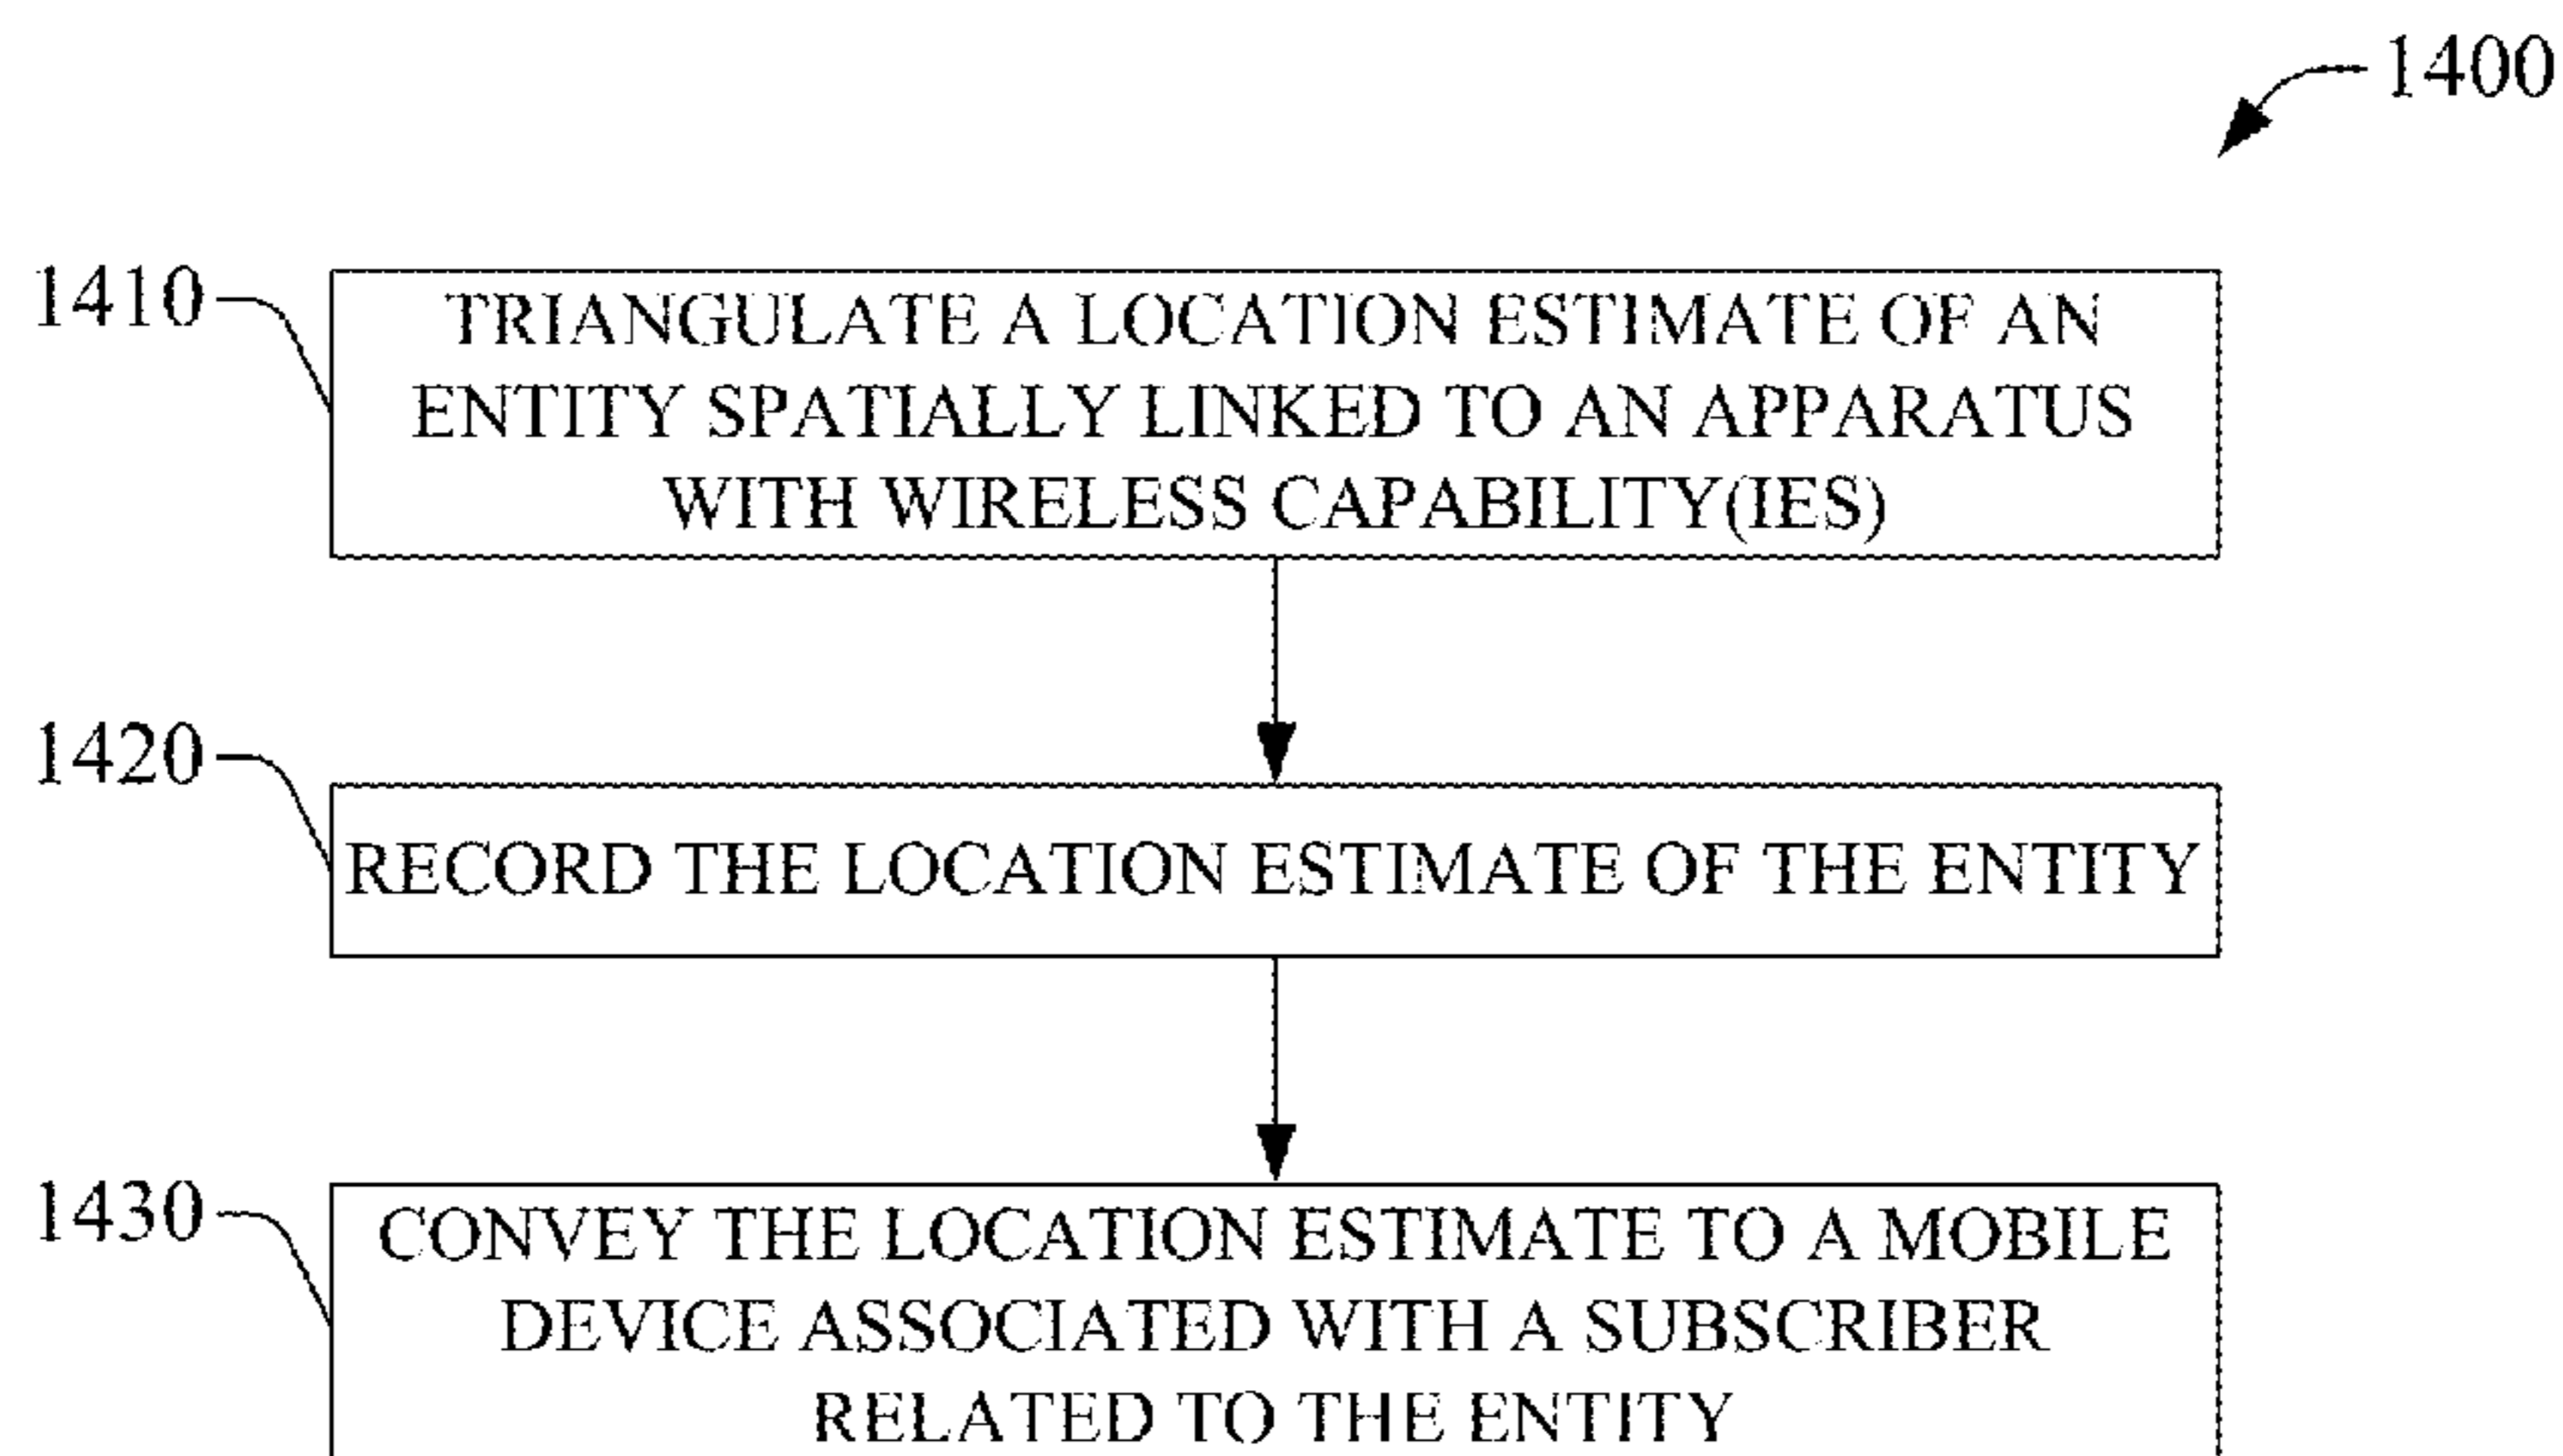 1400
1410
TRIANGULATE A LOCATION ESTIMATE OF AN
ENTITY SPATIALLY LINKED TO AN APPARATUS
WITH WIRELESS CAPABILITY(IES)
1420
RECORD THE LOCATION ESTIMATE OF THE ENTITY
1430
CONVEY THE LOCATION ESTIMATE TO A MOBILE
DEVICE ASSOCIATED WITH A SUBSCRIBER
RELATED TO THE ENTITY